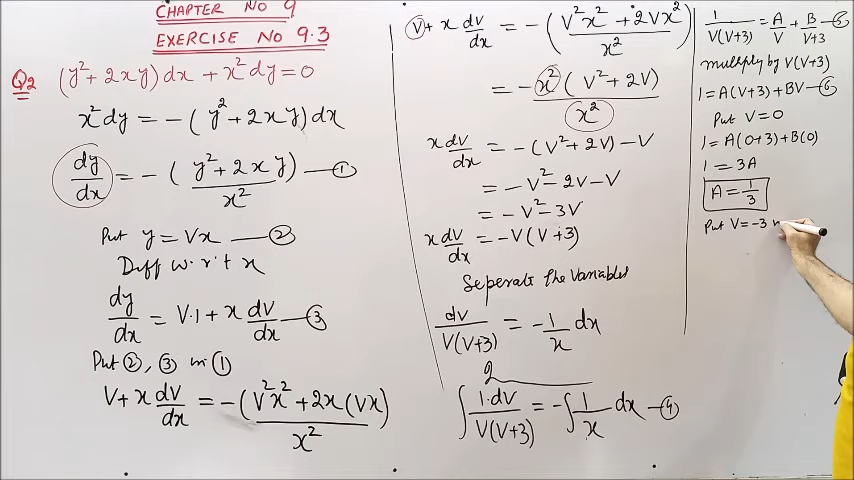 CHAPTER NO 9
EXERCISE NO 9.3
Q2 (y² + 2xy)dx + x²dy = 0
x²dy = -(y² + 2xy)dx
dy/dx = -(y² + 2xy)/x² — ①
Put y = Vx — ②
Diff w.r.t x
dy/dx = V·1 + x dV/dx — ③
Put ②, ③ in ①
V + x dV/dx = -(V²x² + 2x(Vx))/x²
V + x dV/dx = -(V²x² + 2Vx²)/x²
= -x²(V² + 2V)/x²
x dV/dx = -(V² + 2V) - V
= -V² - 2V - V
= -V² - 3V
x dV/dx = -V(V+3)
Seperate the Variables
dV/V(V+3) = -1/x dx
2
∫ 1·dV/V(V+3) = -∫ 1/x dx — ④
1/V(V+3) = A/V + B/V+3 — ⑤
multiply by V(V+3)
1 = A(V+3) + BV — ⑥
Put V = 0
1 = A(0+3) + B(0)
1 = 3A
A = 1/3
Put V = -3